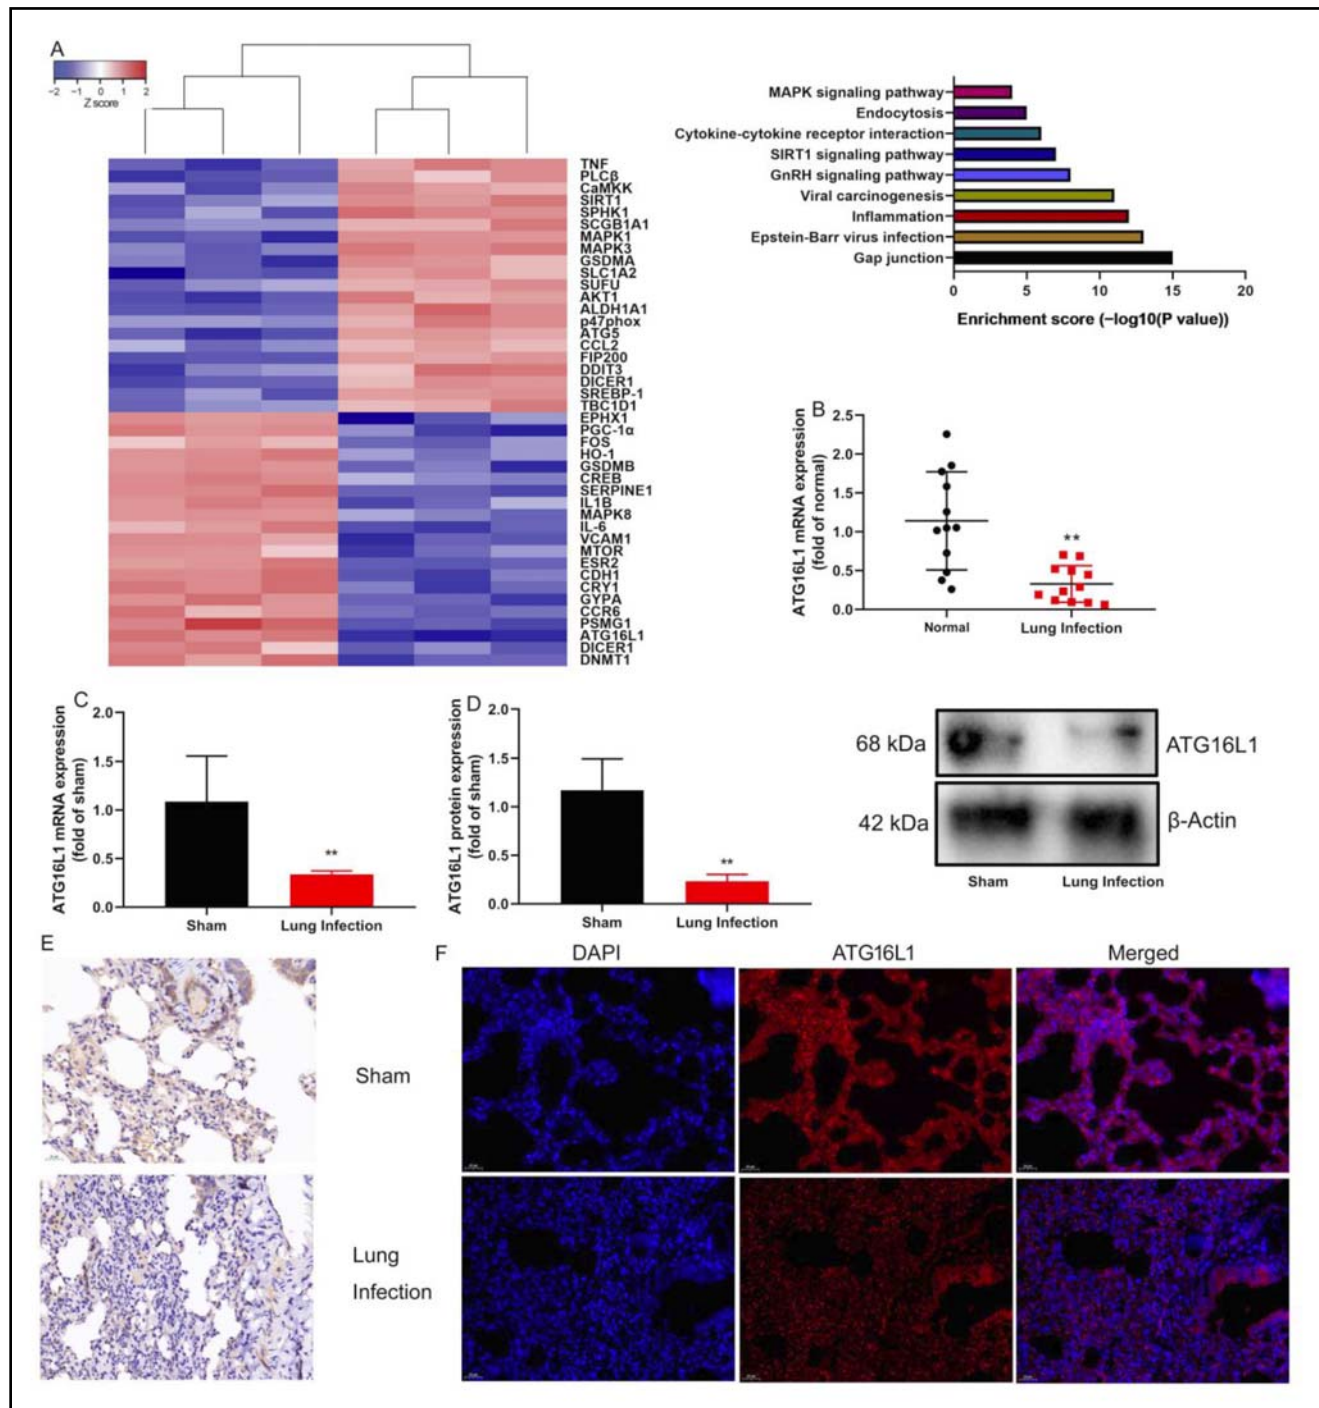 A
−2 −1 0 1 2
Z score
TNF
PLCβ
CaMKK
SIRT1
SPHK1
SCGB1A1
MAPK1
MAPK3
GSDMA
SLC1A2
SUFU
AKT1
ALDH1A1
p47phox
ATG5
CCL2
FIP200
DDIT3
DICER1
SREBP-1
TBC1D1
EPHX1
PGC-1α
FOS
HO-1
GSDMB
CREB
SERPINE1
IL1B
MAPK8
IL-6
VCAM1
MTOR
ESR2
CDH1
CRY1
GYPA
CCR6
PSMG1
ATG16L1
DICER1
DNMT1
MAPK signaling pathway
Endocytosis
Cytokine-cytokine receptor interaction
SIRT1 signaling pathway
GnRH signaling pathway
Viral carcinogenesis
Inflammation
Epstein-Barr virus infection
Gap junction
0 5 10 15 20
Enrichment score (−log10(P value))
B
ATG16L1 mRNA expression
(fold of normal)
2.5
2.0
1.5
1.0
0.5
0.0
**
Normal Lung Infection
C
ATG16L1 mRNA expression
(fold of sham)
2.0
1.5
1.0
0.5
0.0
**
Sham Lung Infection
D
ATG16L1 protein expression
(fold of sham)
2.0
1.5
1.0
0.5
0.0
**
Sham Lung Infection
68 kDa ATG16L1
42 kDa β-Actin
Sham Lung Infection
E
Sham
Lung
Infection
F
DAPI ATG16L1 Merged